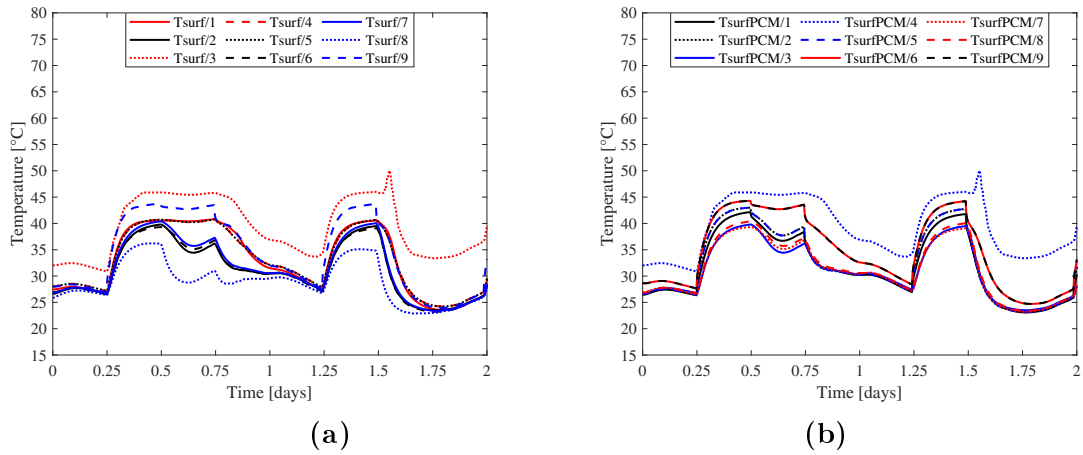 80
75
70
65
60
55
50
45
40
35
30
25
20
15
Temperature [°C]
Tsurf/1 Tsurf/4 Tsurf/7
Tsurf/2 Tsurf/5 Tsurf/8
Tsurf/3 Tsurf/6 Tsurf/9
0 0.25 0.5 0.75 1 1.25 1.5 1.75 2
Time [days]
(a)
80
75
70
65
60
55
50
45
40
35
30
25
20
15
Temperature [°C]
TsurfPCM/1 TsurfPCM/4 TsurfPCM/7
TsurfPCM/2 TsurfPCM/5 TsurfPCM/8
TsurfPCM/3 TsurfPCM/6 TsurfPCM/9
0 0.25 0.5 0.75 1 1.25 1.5 1.75 2
Time [days]
(b)